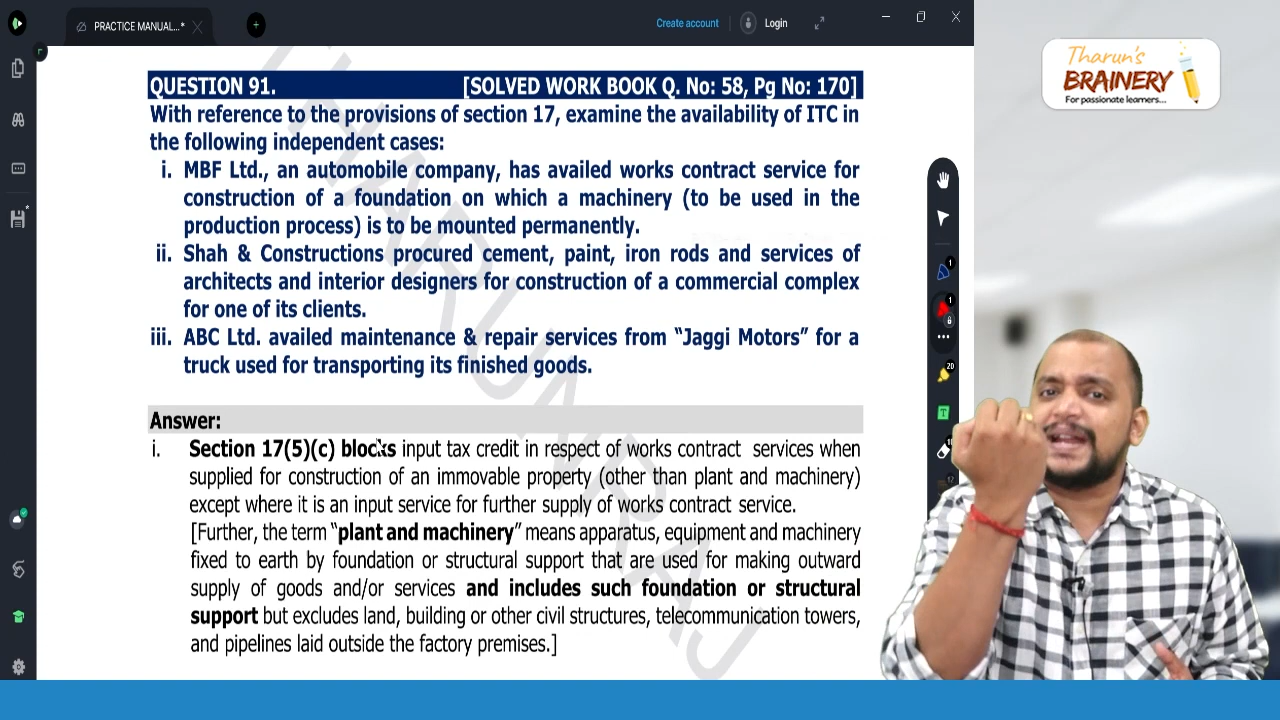 PRACTICE MANUAL...*
Create account
Login
Tharun's
BRAINERY
For passionate learners...
QUESTION 91. [SOLVED WORK BOOK Q. No: 58, Pg No: 170]
With reference to the provisions of section 17, examine the availability of ITC in
the following independent cases:
i. MBF Ltd., an automobile company, has availed works contract service for
construction of a foundation on which a machinery (to be used in the
production process) is to be mounted permanently.
ii. Shah & Constructions procured cement, paint, iron rods and services of
architects and interior designers for construction of a commercial complex
for one of its clients.
iii. ABC Ltd. availed maintenance & repair services from “Jaggi Motors” for a
truck used for transporting its finished goods.
Answer:
i. Section 17(5)(c) blocks input tax credit in respect of works contract services when
supplied for construction of an immovable property (other than plant and machinery)
except where it is an input service for further supply of works contract service.
[Further, the term “plant and machinery” means apparatus, equipment and machinery
fixed to earth by foundation or structural support that are used for making outward
supply of goods and/or services and includes such foundation or structural
support but excludes land, building or other civil structures, telecommunication towers,
and pipelines laid outside the factory premises.]
1
1
20
T